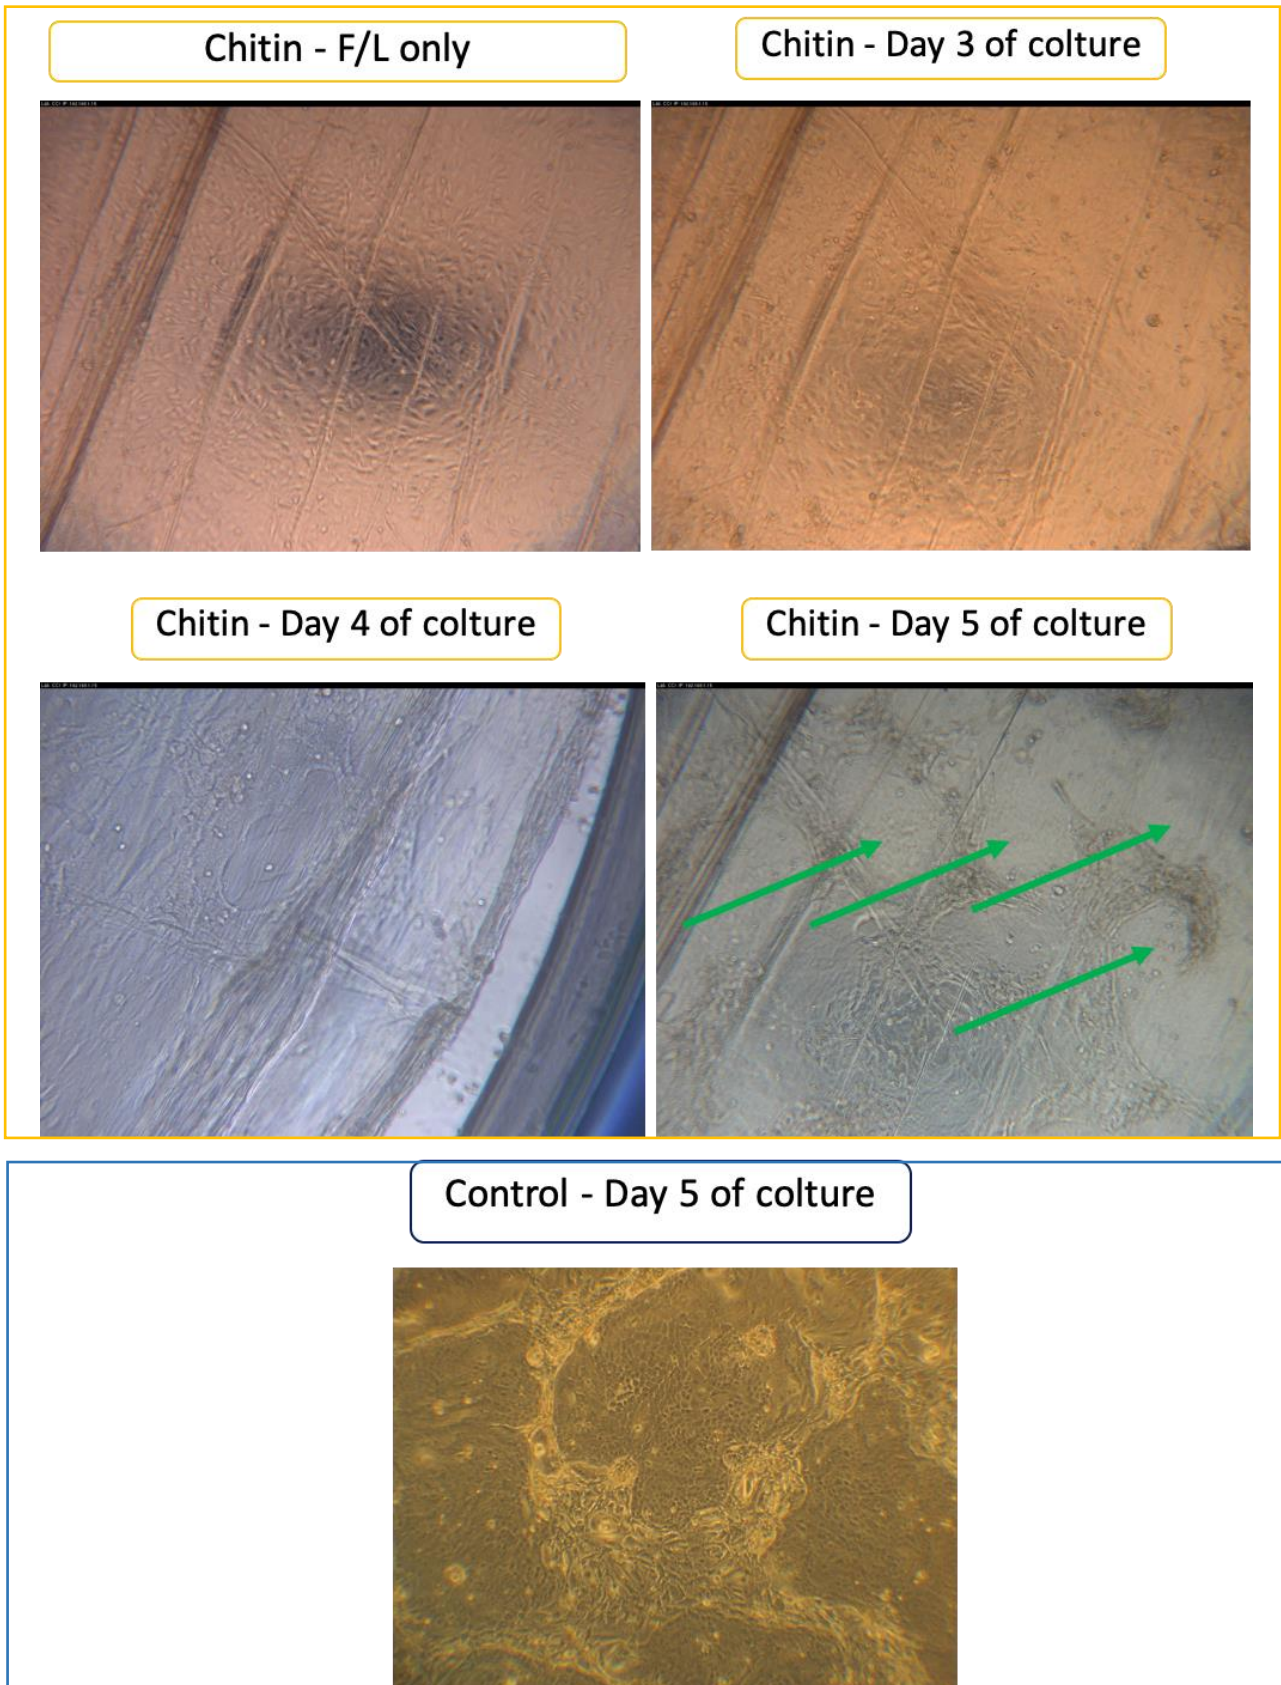 Chitin - F/L only
Chitin - Day 3 of colture
Chitin - Day 4 of colture
Chitin - Day 5 of colture
Control - Day 5 of colture